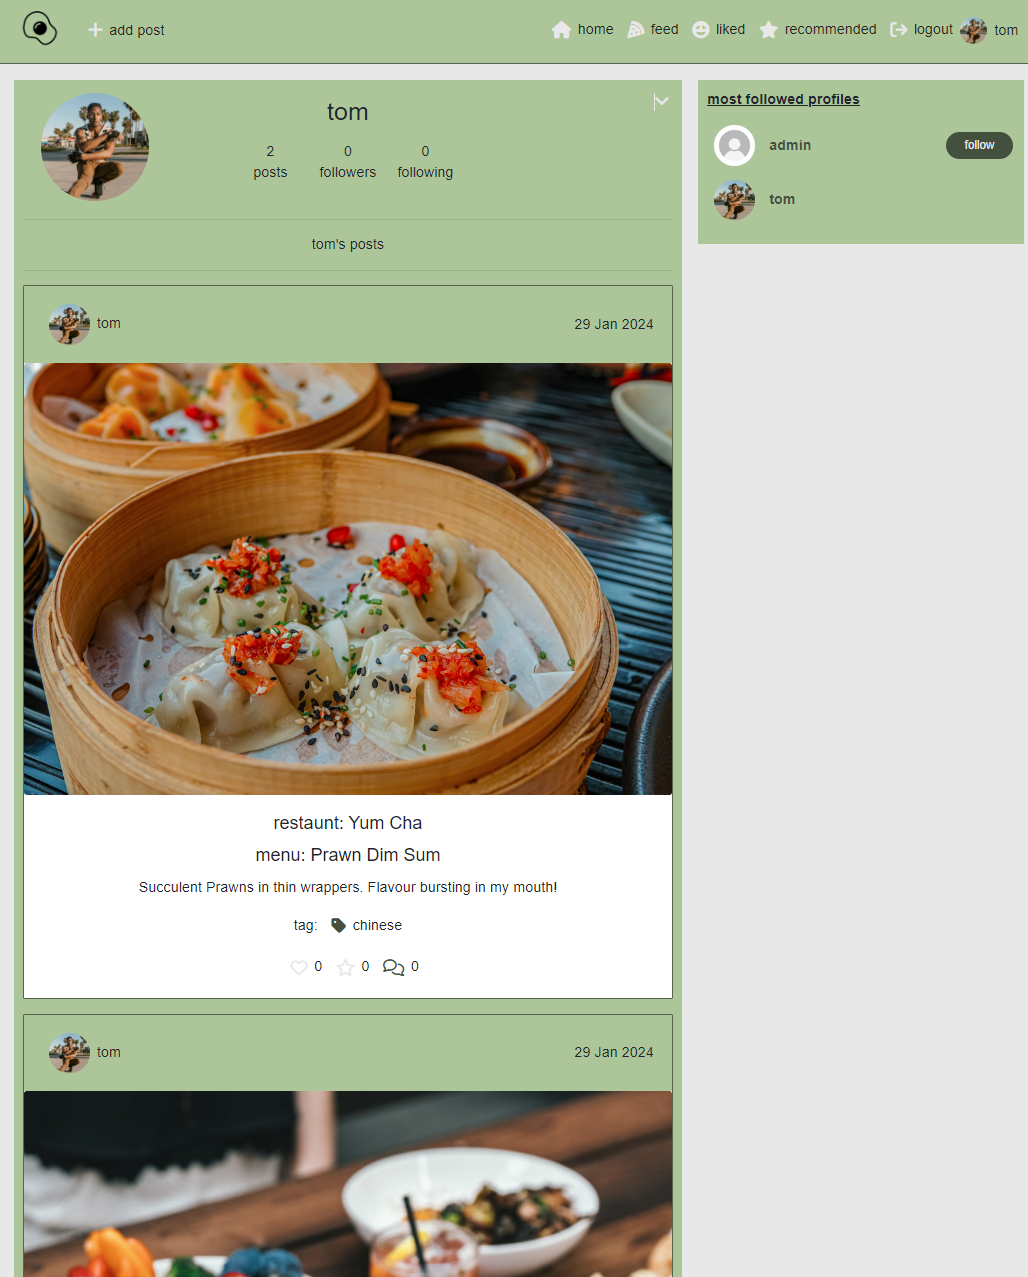 add post
home feed liked recommended logout tom
tom
2 0 0
posts followers following
tom's posts
tom 29 Jan 2024
restaunt: Yum Cha
menu: Prawn Dim Sum
Succulent Prawns in thin wrappers. Flavour bursting in my mouth!
tag: chinese
0 0 0
tom 29 Jan 2024
most followed profiles
admin follow
tom